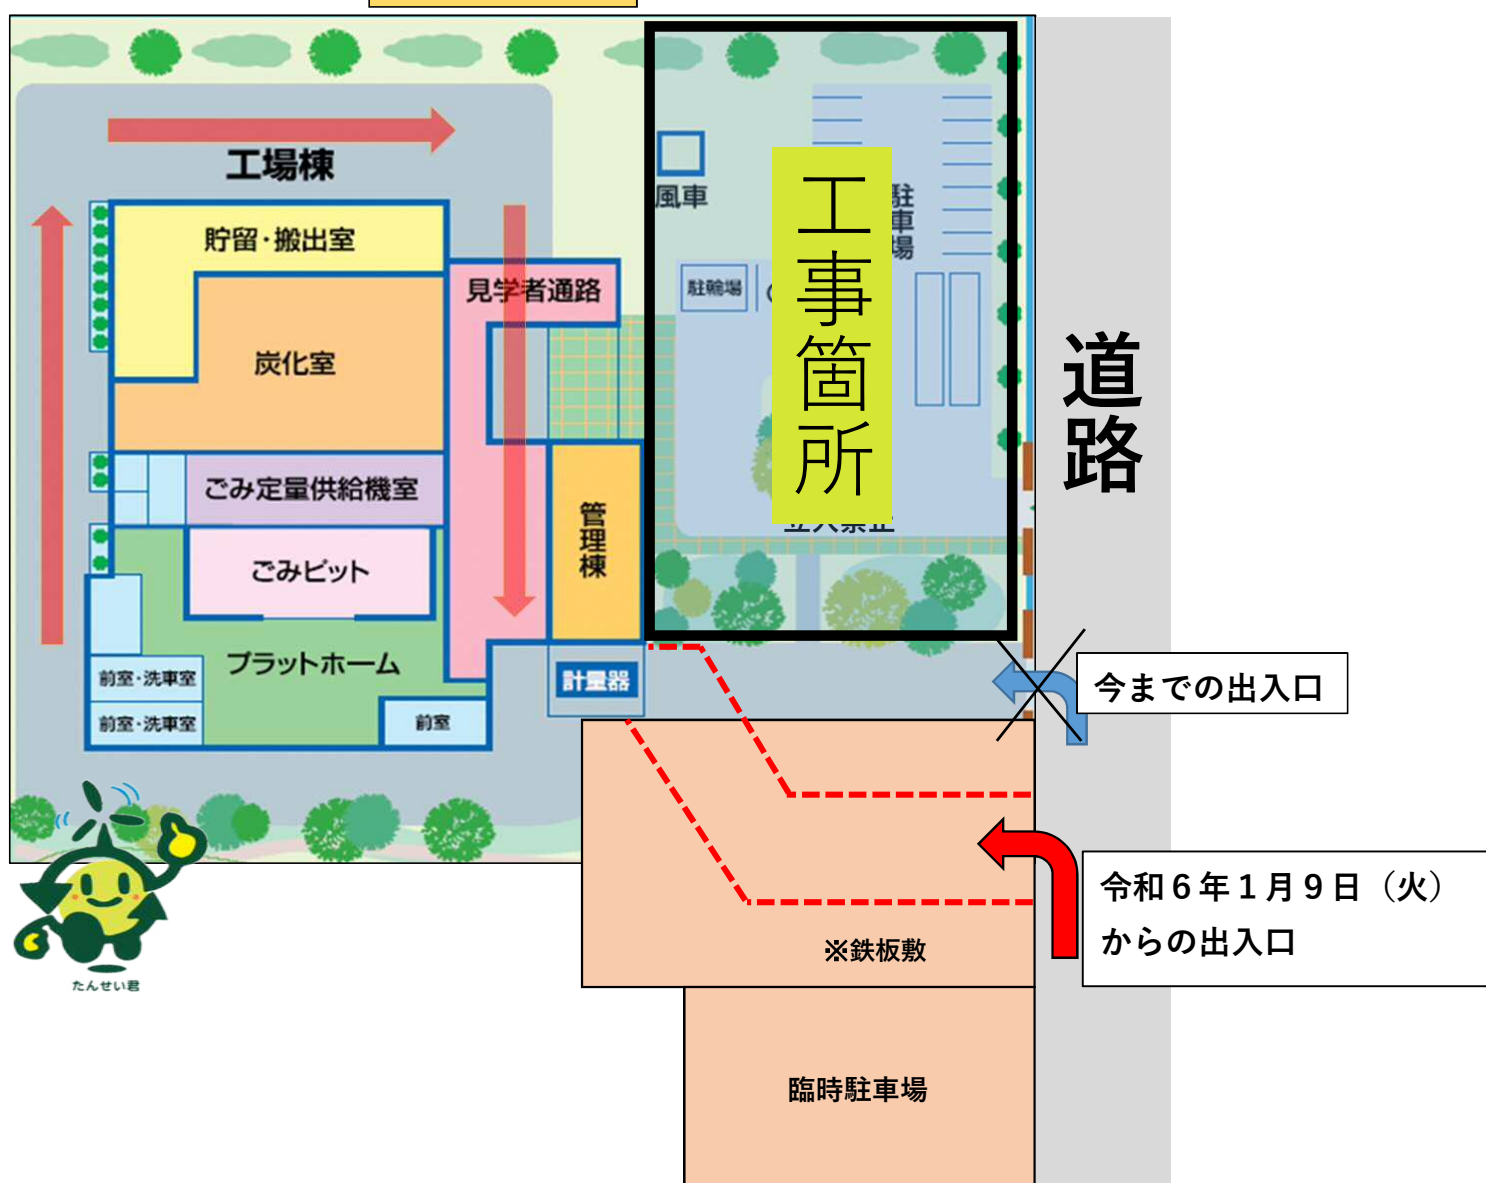 工場棟
貯留・搬出室
見学者通路
炭化室
ごみ定量供給機室
ごみピット
プラットホーム
前室・洗車室
前室・洗車室
前室
管理棟
計量器
風車
駐車場
駐輪場
工事箇所
道路
今までの出入口
令和6年1月9日（火）
からの出入口
※鉄板敷
臨時駐車場
たんせい君